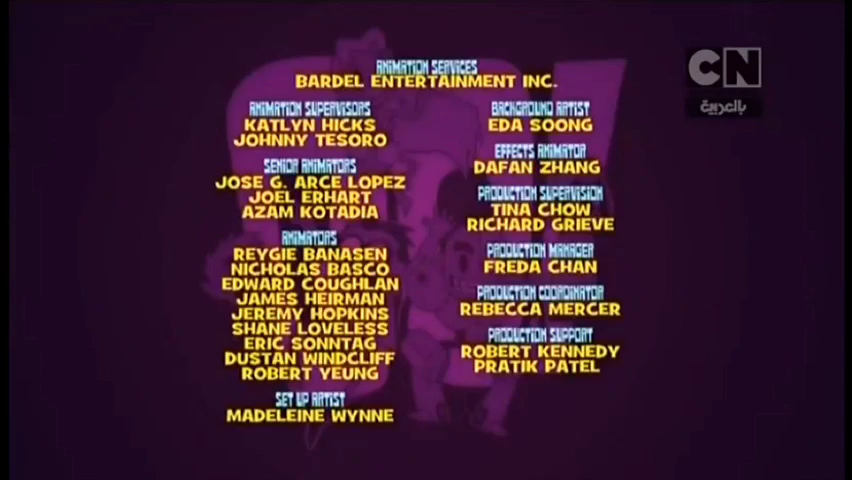 ANIMATION SERVICES
BARDEL ENTERTAINMENT INC.
ANIMATION SUPERVISORS
KATLYN HICKS
JOHNNY TESORO
SENIOR ANIMATORS
JOSE G. ARCE LOPEZ
JOEL ERHART
AZAM KOTADIA
ANIMATORS
REYGIE BANASEN
NICHOLAS BASCO
EDWARD COUGHLAN
JAMES HEIRMAN
JEREMY HOPKINS
SHANE LOVELESS
ERIC SONNTAG
DUSTAN WINDCLIFF
ROBERT YEUNG
SET UP ARTIST
MADELEINE WYNNE
BACKGROUND ARTIST
EDA SOONG
EFFECTS ANIMATOR
DAFAN ZHANG
PRODUCTION SUPERVISION
TINA CHOW
RICHARD GRIEVE
PRODUCTION MANAGER
FREDA CHAN
PRODUCTION COORDINATOR
REBECCA MERCER
PRODUCTION SUPPORT
ROBERT KENNEDY
PRATIK PATEL
CN
بالعربية